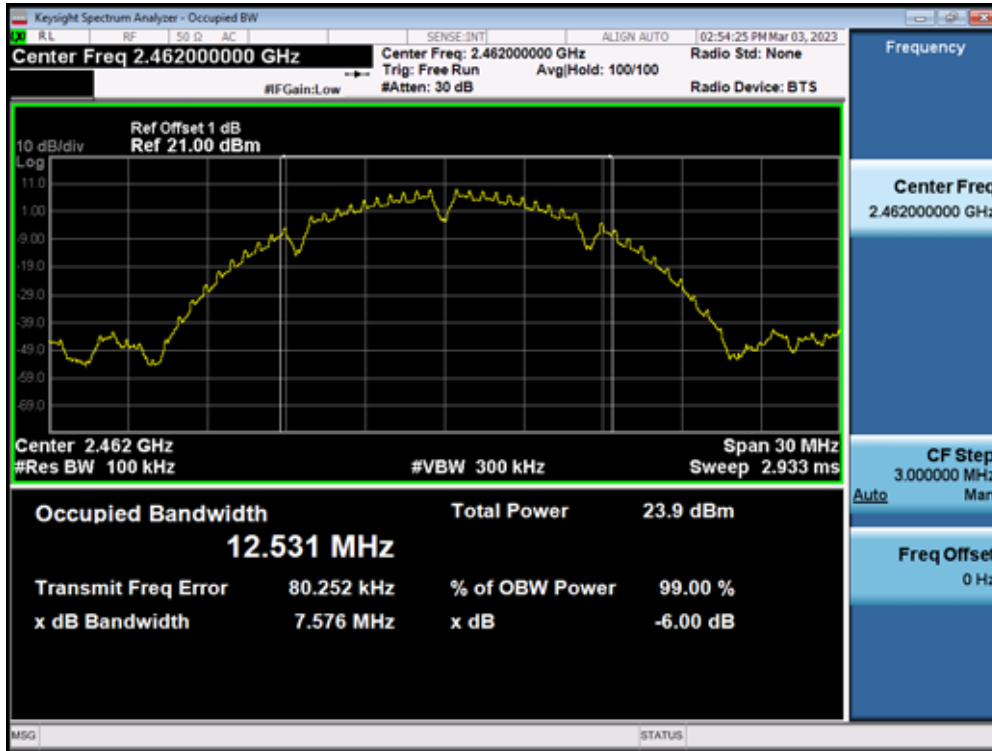 Keysight Spectrum Analyzer - Occupied BW
RL RF 50 Ω AC SENSE:INT ALIGN AUTO 02:54:25 PM Mar 03, 2023
Center Freq 2.462000000 GHz
Center Freq: 2.462000000 GHz
Radio Std: None
Trig: Free Run
Avg|Hold: 100/100
#IFGain:Low
#Atten: 30 dB
Radio Device: BTS
Frequency
Ref Offset 1 dB
10 dB/div
Ref 21.00 dBm
Log
11.0
1.00
-9.00
-19.0
-29.0
-39.0
-49.0
-59.0
-69.0
Center 2.462 GHz
Span 30 MHz
#Res BW 100 kHz
#VBW 300 kHz
Sweep 2.933 ms
Occupied Bandwidth
12.531 MHz
Total Power 23.9 dBm
Transmit Freq Error 80.252 kHz
% of OBW Power 99.00 %
x dB Bandwidth 7.576 MHz
x dB -6.00 dB
Center Freq
2.462000000 GHz
CF Step
3.000000 MHz
Auto Man
Freq Offset
0 Hz
MSG
STATUS